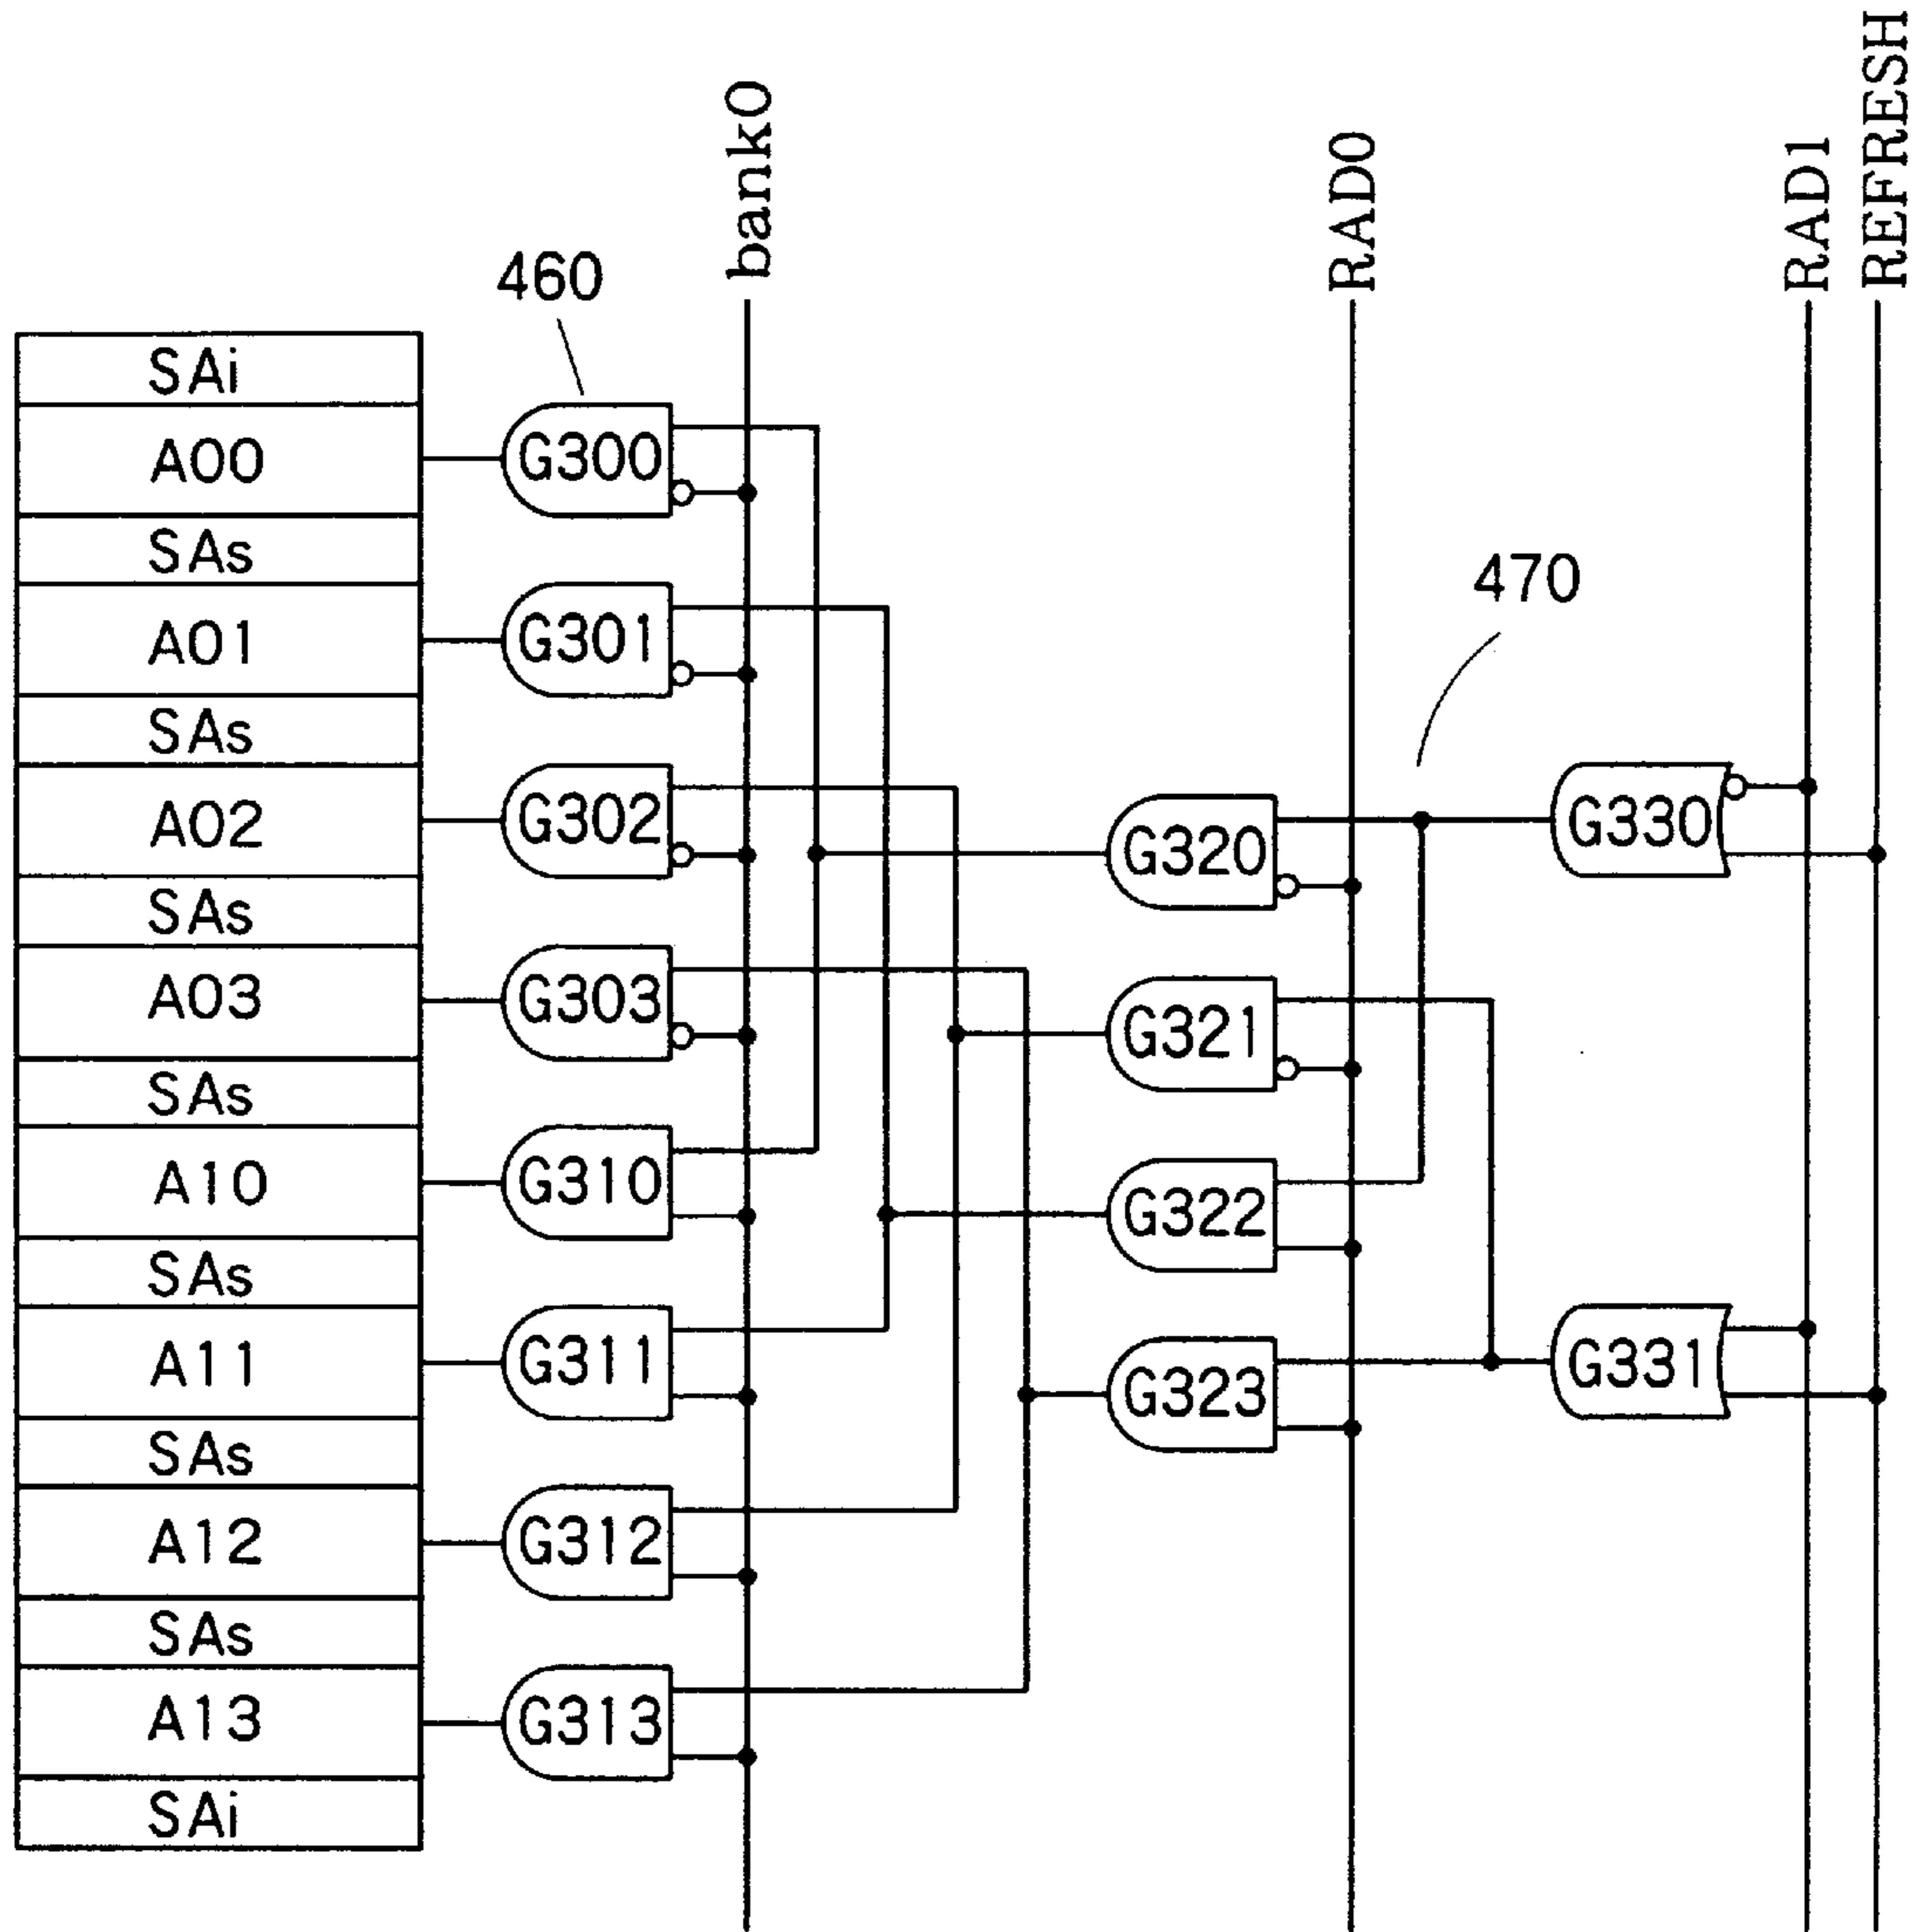 bank0
RAD0
RAD1
REFRESH
460
470
SAi
A00
SAs
A01
SAs
A02
SAs
A03
SAs
A10
SAs
A11
SAs
A12
SAs
A13
SAi
G300
G301
G302
G303
G310
G311
G312
G313
G320
G321
G322
G323
G330
G331